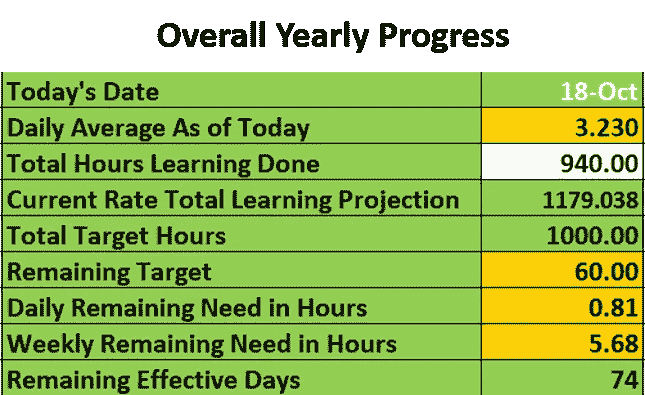 Overall Yearly Progress
Today's Date 18-Oct
Daily Average As of Today 3.230
Total Hours Learning Done 940.00
Current Rate Total Learning Projection 1179.038
Total Target Hours 1000.00
Remaining Target 60.00
Daily Remaining Need in Hours 0.81
Weekly Remaining Need in Hours 5.68
Remaining Effective Days 74